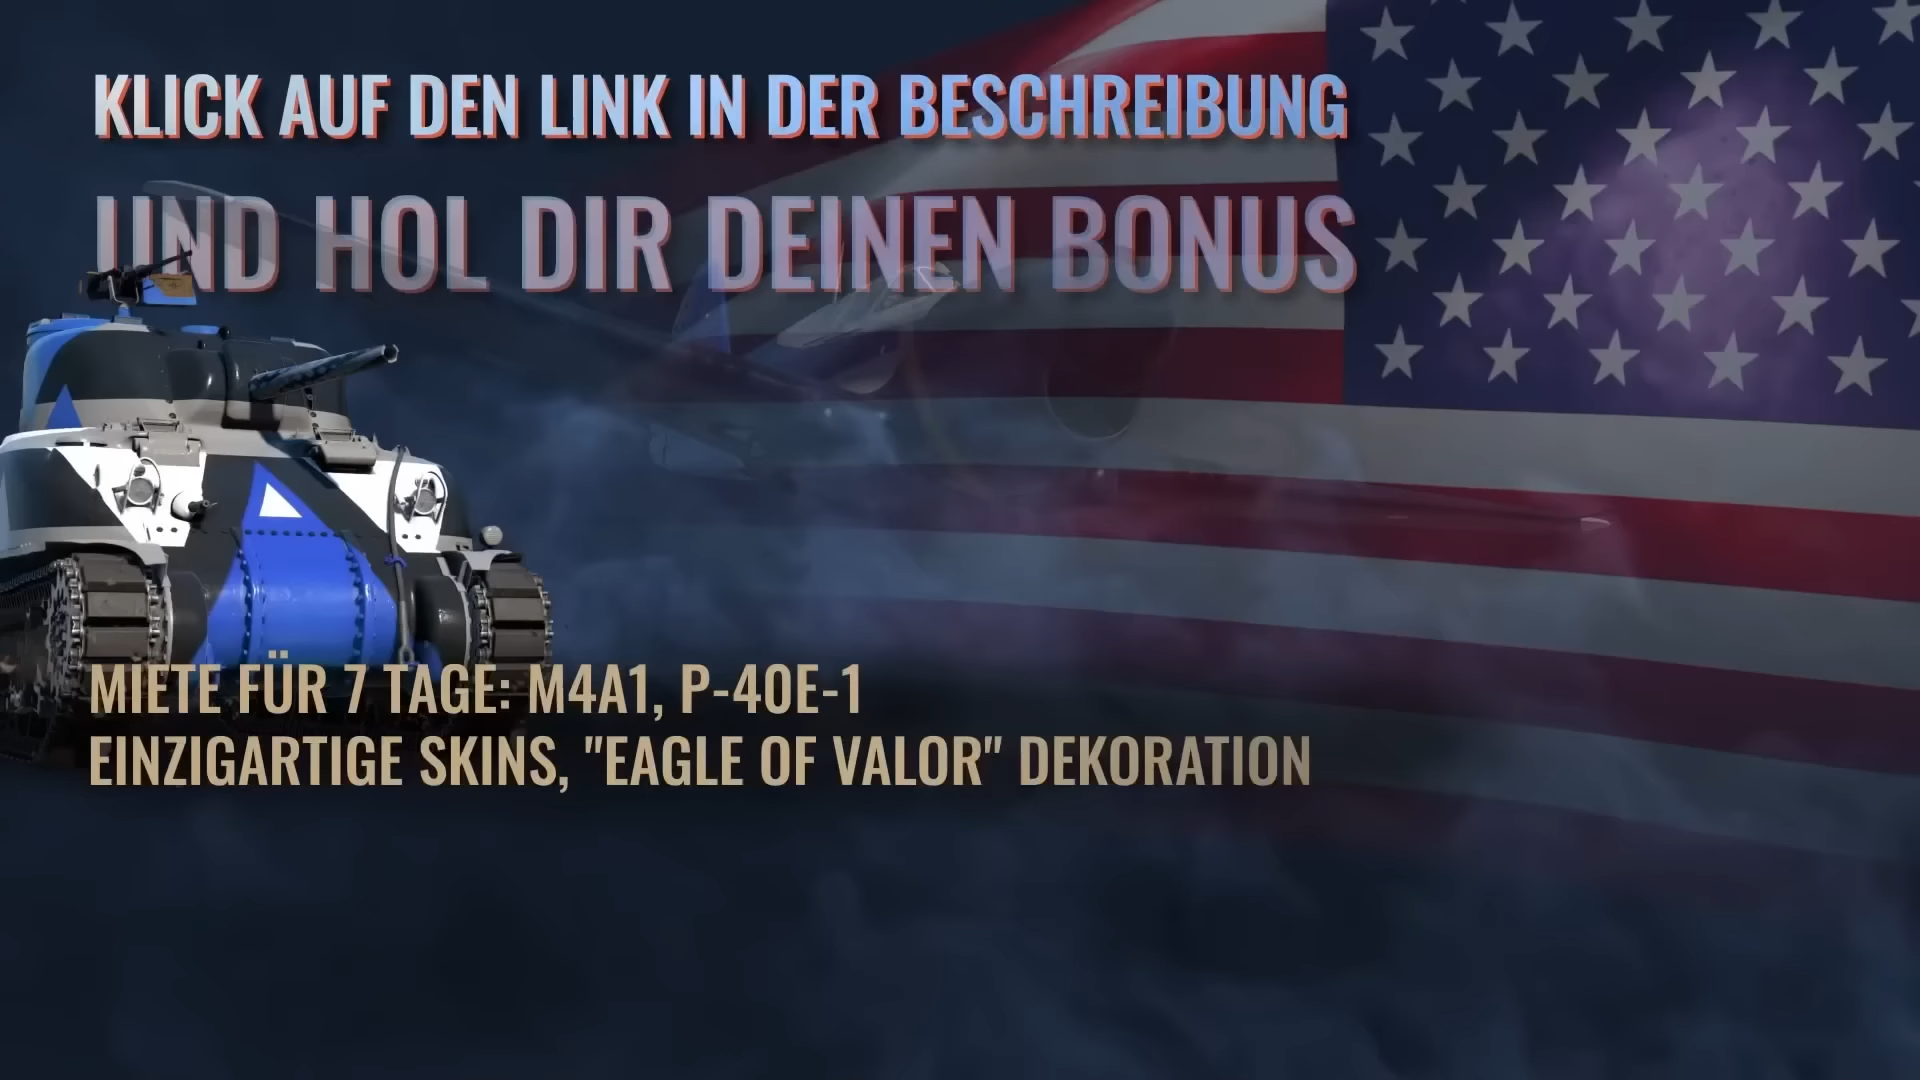 KLICK AUF DEN LINK IN DER BESCHREIBUNG
UND HOL DIR DEINEN BONUS
MIETE FÜR 7 TAGE: M4A1, P-40E-1
EINZIGARTIGE SKINS, "EAGLE OF VALOR" DEKORATION